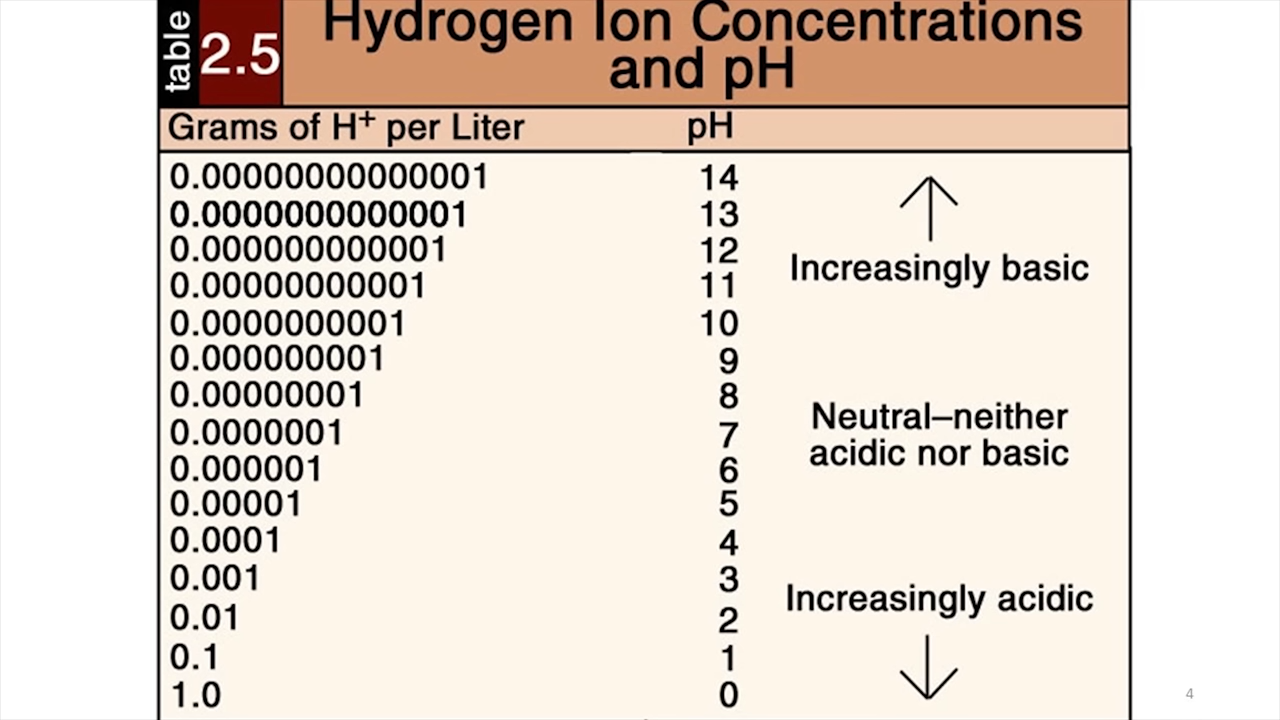 table 2.5 Hydrogen Ion Concentrations
and pH
Grams of H+ per Liter pH
0.00000000000001 14
0.0000000000001 13
0.000000000001 12
Increasingly basic
0.00000000001 11
0.0000000001 10
0.000000001 9
0.00000001 8
Neutral–neither
0.0000001 7
acidic nor basic
0.000001 6
0.00001 5
0.0001 4
0.001 3
Increasingly acidic
0.01 2
0.1 1
1.0 0
4